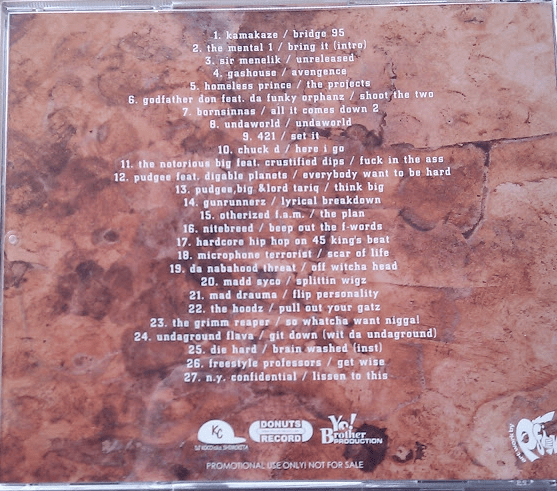 1. kamakaze / bridge 95
2. the mental 1 / bring it (intro)
3. sir menelik / unreleased
4. gashouse / avengence
5. homeless prince / the projects
6. godfather don feat. da funky orphanz / shoot the two
7. bornsinnas / all it comes down 2
8. undaworld / undaworld
9. 421 / set it
10. chuck d / here i go
11. the notorious big feat. crustified dips / fuck in the ass
12. pudgee feat. digable planets / everybody want to be hard
13. pudgee,big &lord tariq / think big
14. gunrunnerz / lyrical breakdown
15. otherized f.a.m. / the plan
16. nitebreed / beep out the f-words
17. hardcore hip hop on 45 king's beat
18. microphone terrorist / scar of life
19. da nabahood threat / off witcha head
20. madd syco / splittin wigz
21. mad drauma / flip personality
22. the hoodz / pull out your gatz
23. the grimm reaper / so whatcha want nigga!
24. undaground flava / git down (wit da undaground)
25. die hard / brain washed (inst)
26. freestyle professors / get wise
27. n.y. confidential / lissen to this
KC
DONUTS
RECORD
Yo!
Brother
PRODUCTION
PROMOTIONAL USE ONLY! NOT FOR SALE